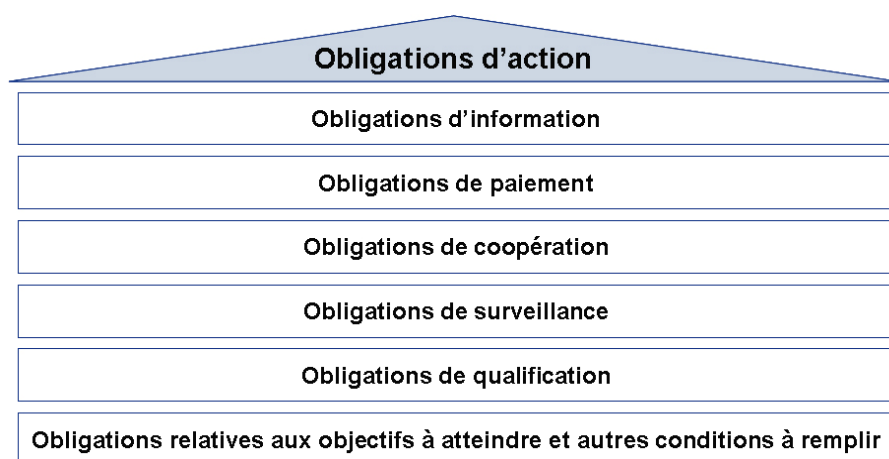 Obligations d’action
Obligations d’information
Obligations de paiement
Obligations de coopération
Obligations de surveillance
Obligations de qualification
Obligations relatives aux objectifs à atteindre et autres conditions à remplir